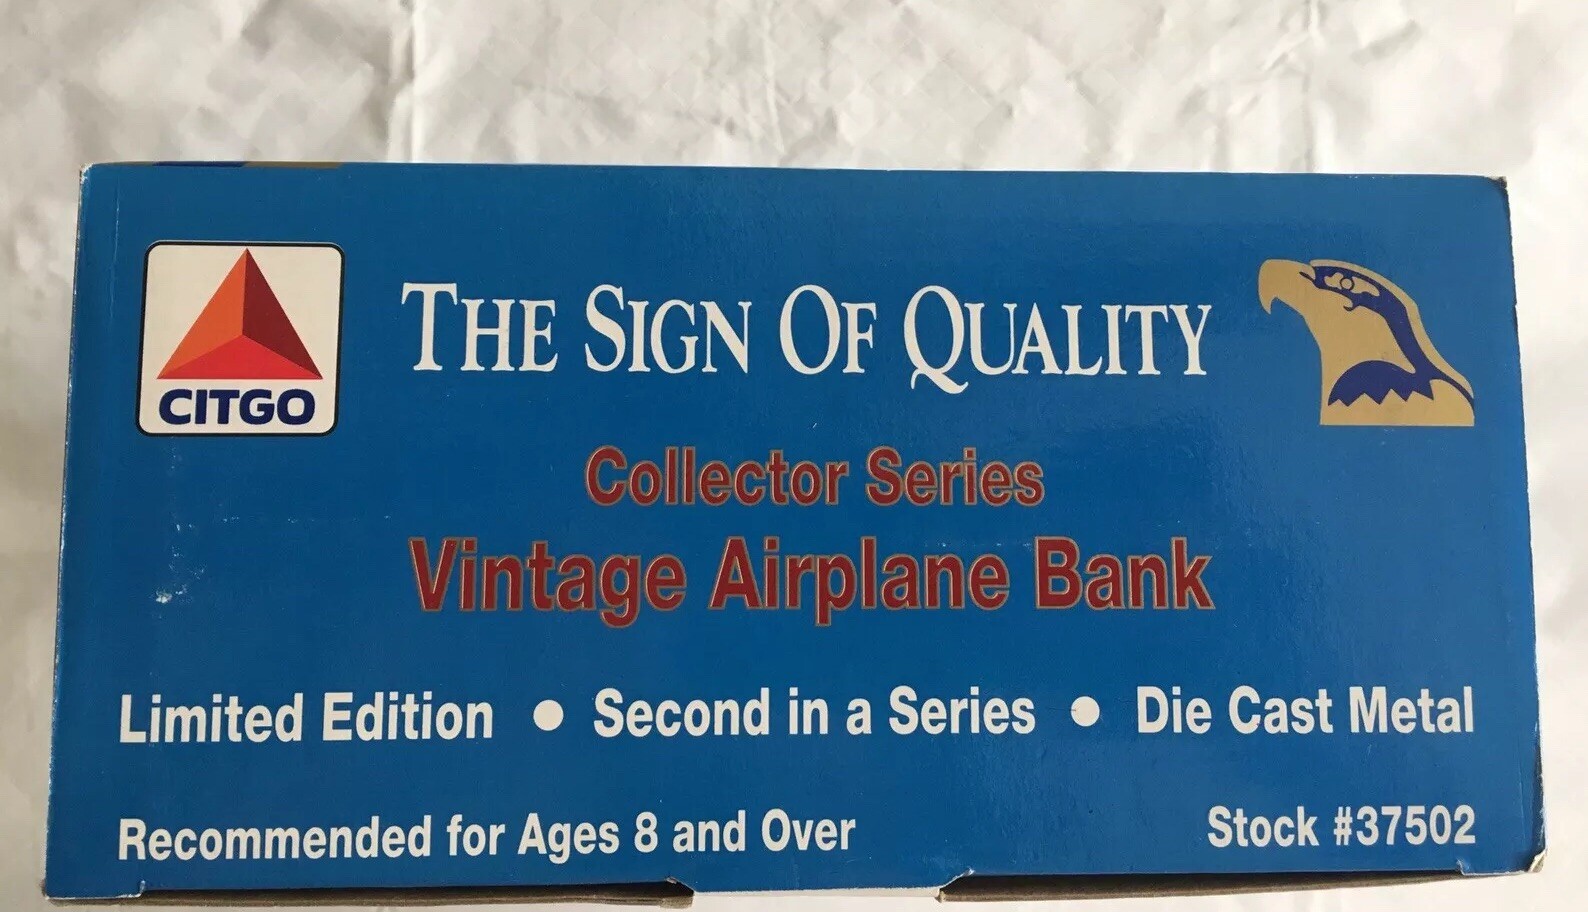 CITGO
THE SIGN OF QUALITY
Collector Series
Vintage Airplane Bank
Limited Edition • Second in a Series • Die Cast Metal
Recommended for Ages 8 and Over
Stock #37502